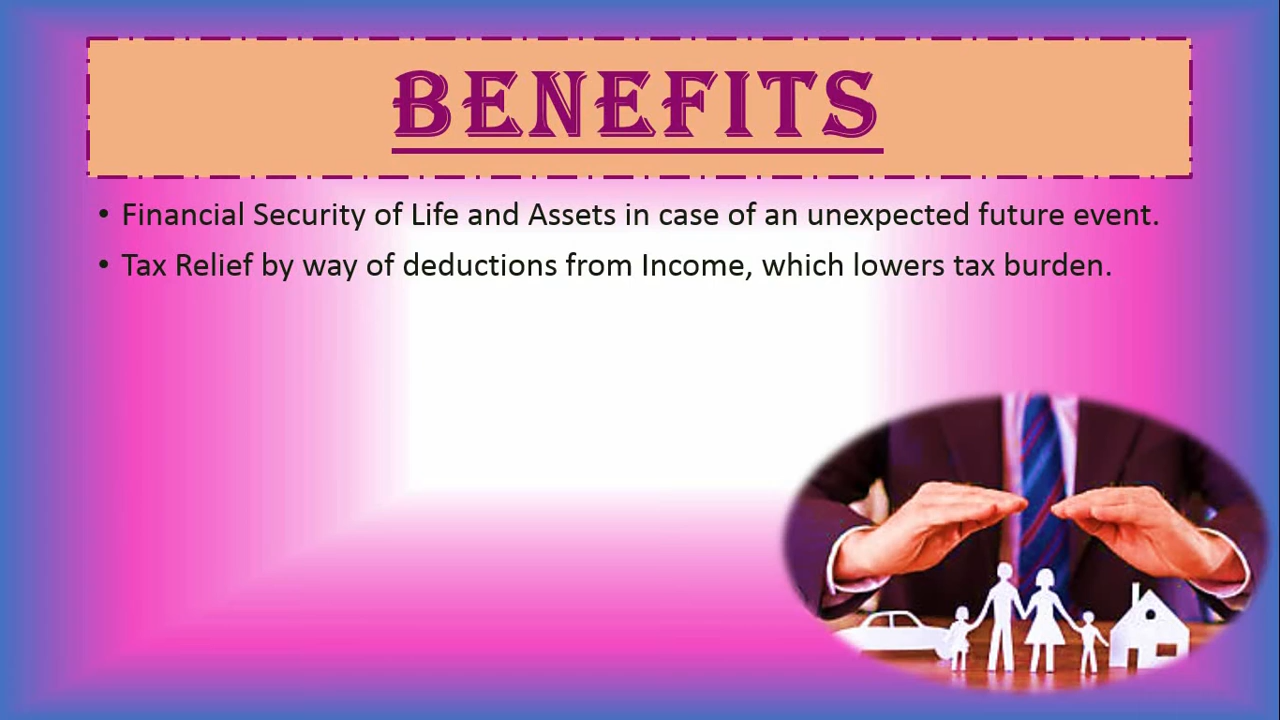 BENEFITS
• Financial Security of Life and Assets in case of an unexpected future event.
• Tax Relief by way of deductions from Income, which lowers tax burden.